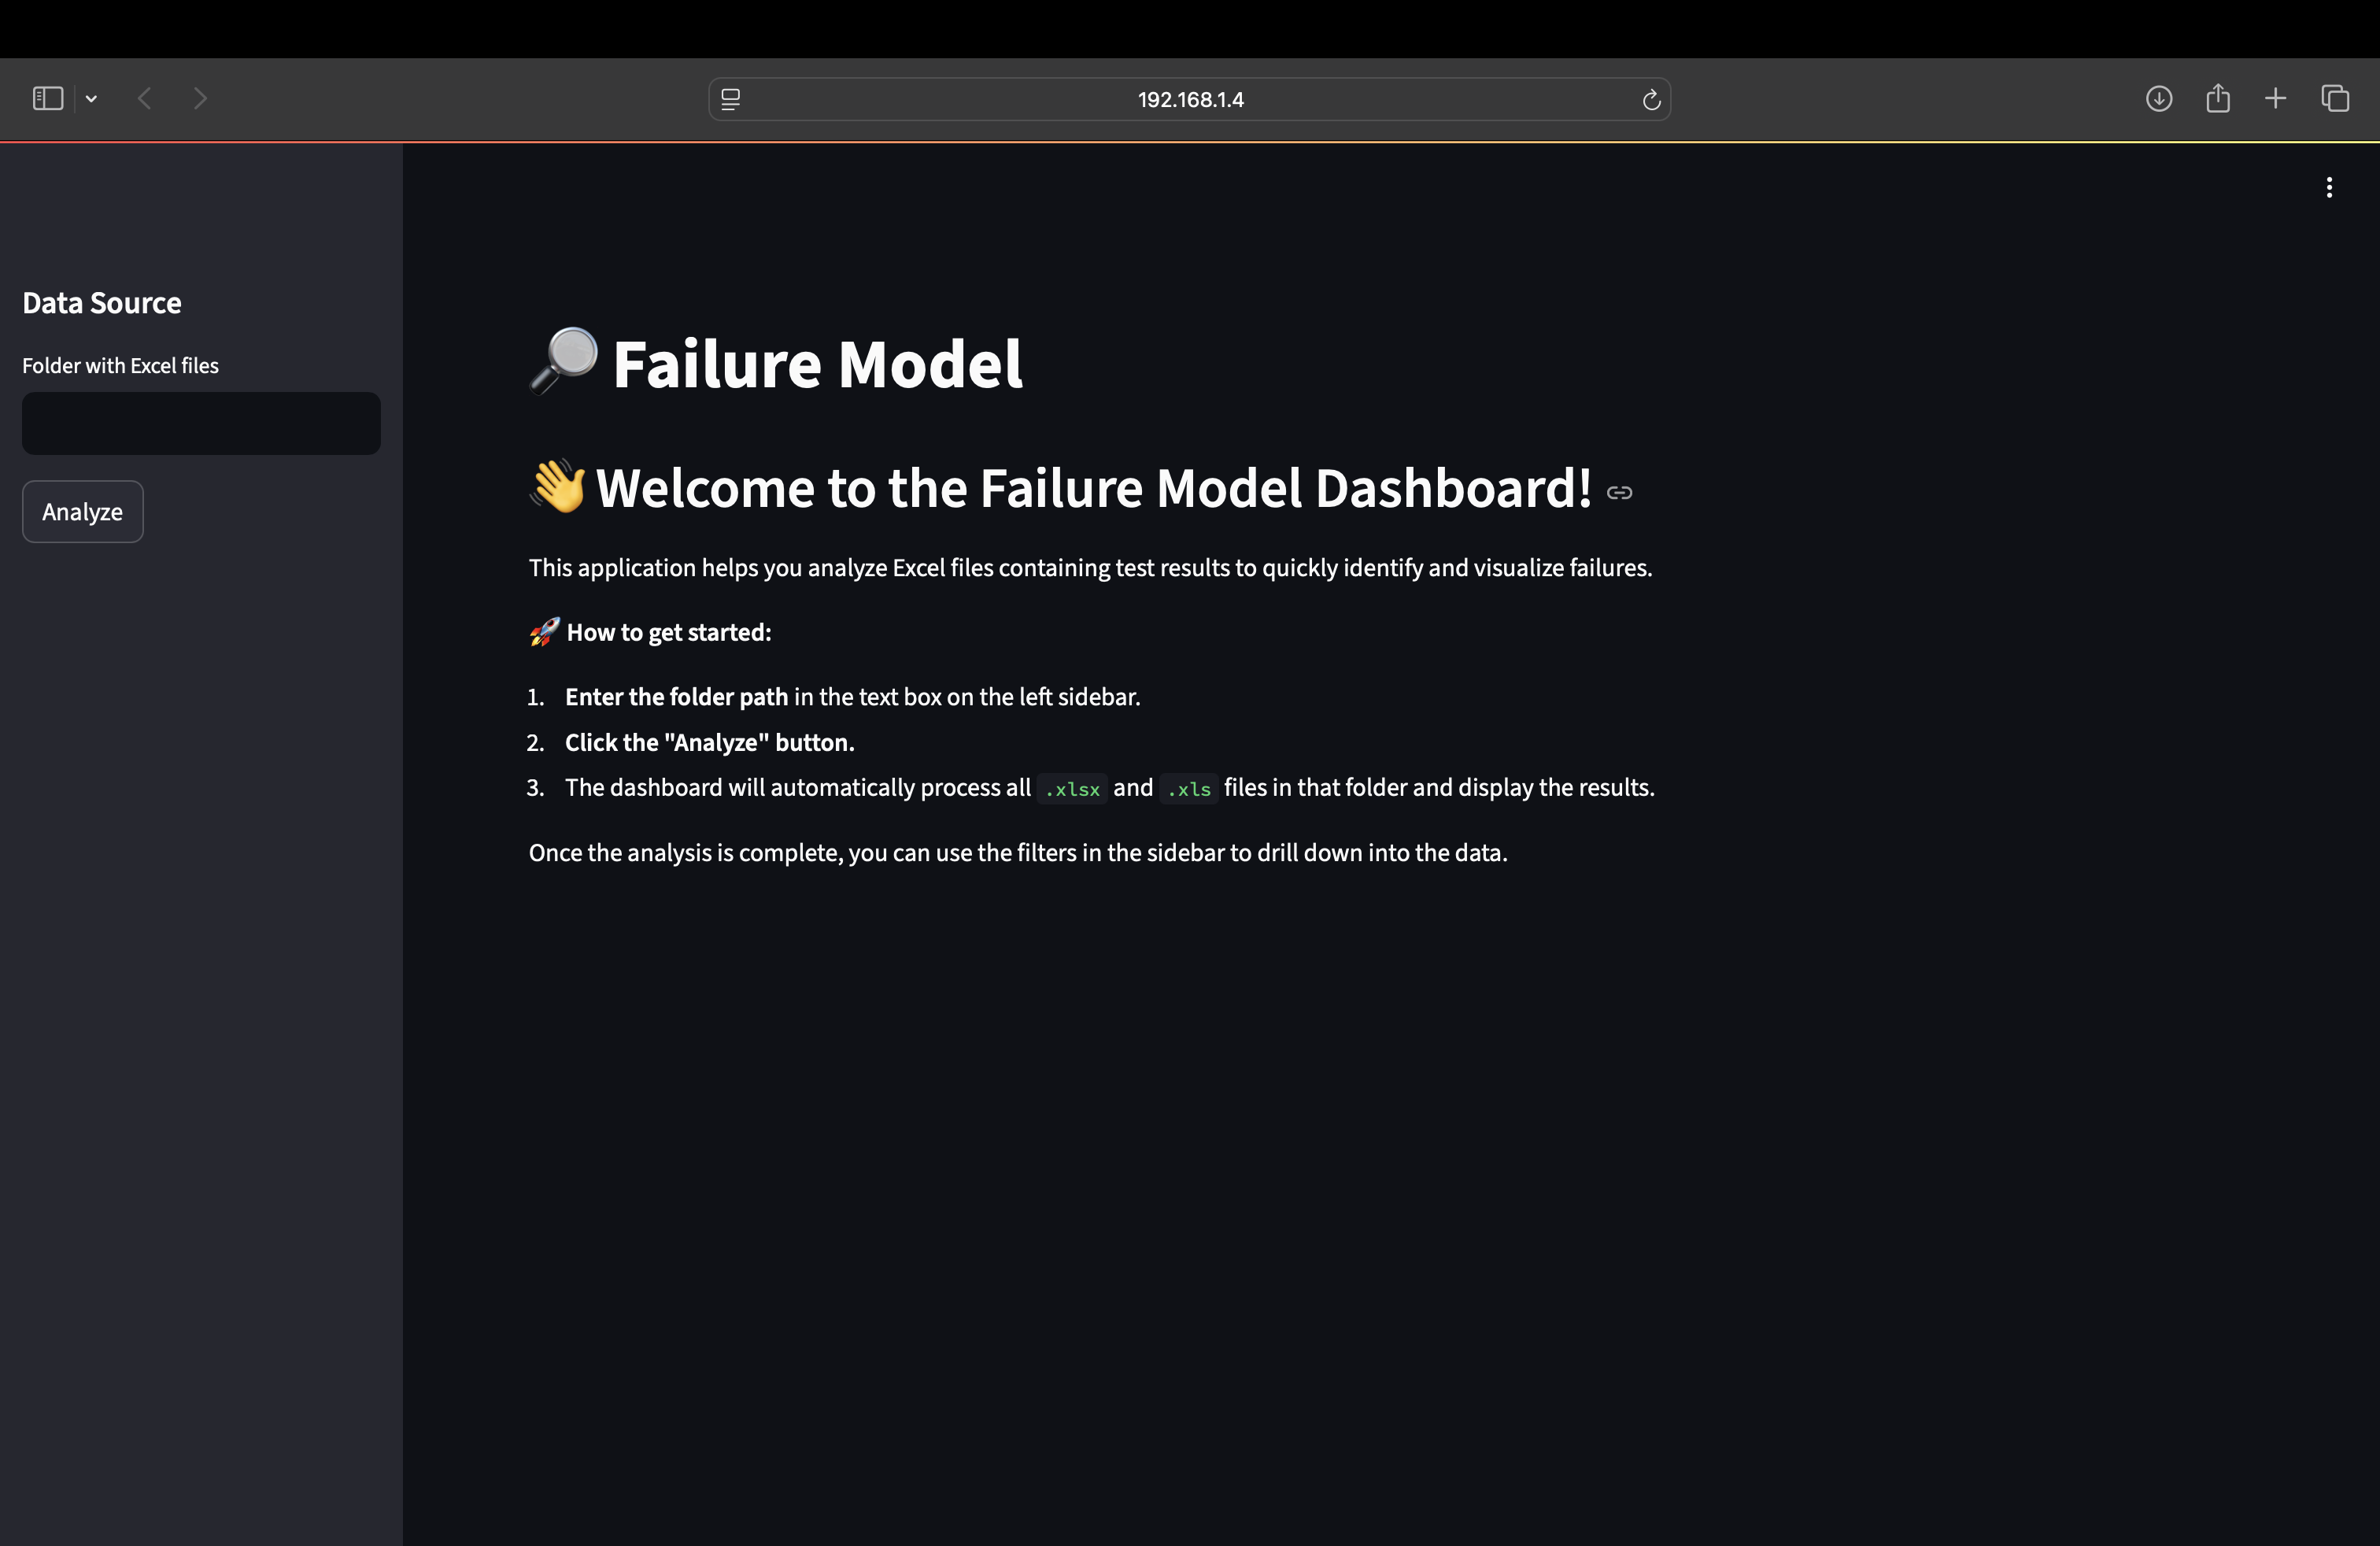 192.168.1.4
Data Source
Folder with Excel files
Analyze
🔎 Failure Model
👋 Welcome to the Failure Model Dashboard!
This application helps you analyze Excel files containing test results to quickly identify and visualize failures.
🚀 How to get started:
1. Enter the folder path in the text box on the left sidebar.
2. Click the "Analyze" button.
3. The dashboard will automatically process all .xlsx and .xls files in that folder and display the results.
Once the analysis is complete, you can use the filters in the sidebar to drill down into the data.